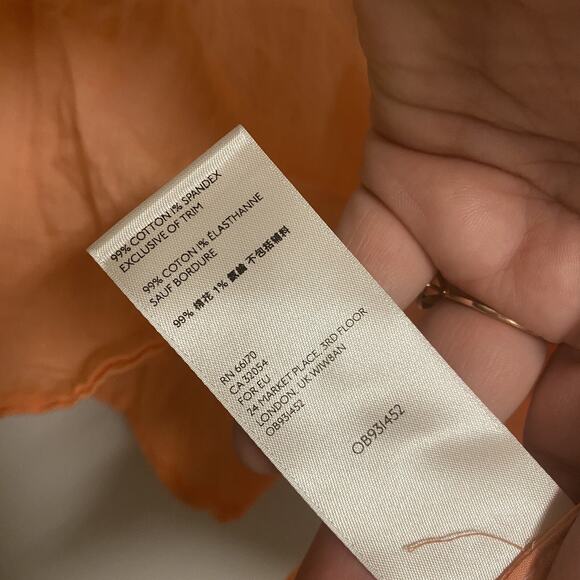 99% COTTON 1% SPANDEX
EXCLUSIVE OF TRIM
99% COTON 1% ÉLASTHANNE
SAUF BORDURE
99% 棉花 1% 氨綸 不包括辅料
RN 66170
CA 32054
FOR EU
24 MARKET PLACE, 3RD FLOOR
LONDON, UK W1W8AN
OB931452
OB931452